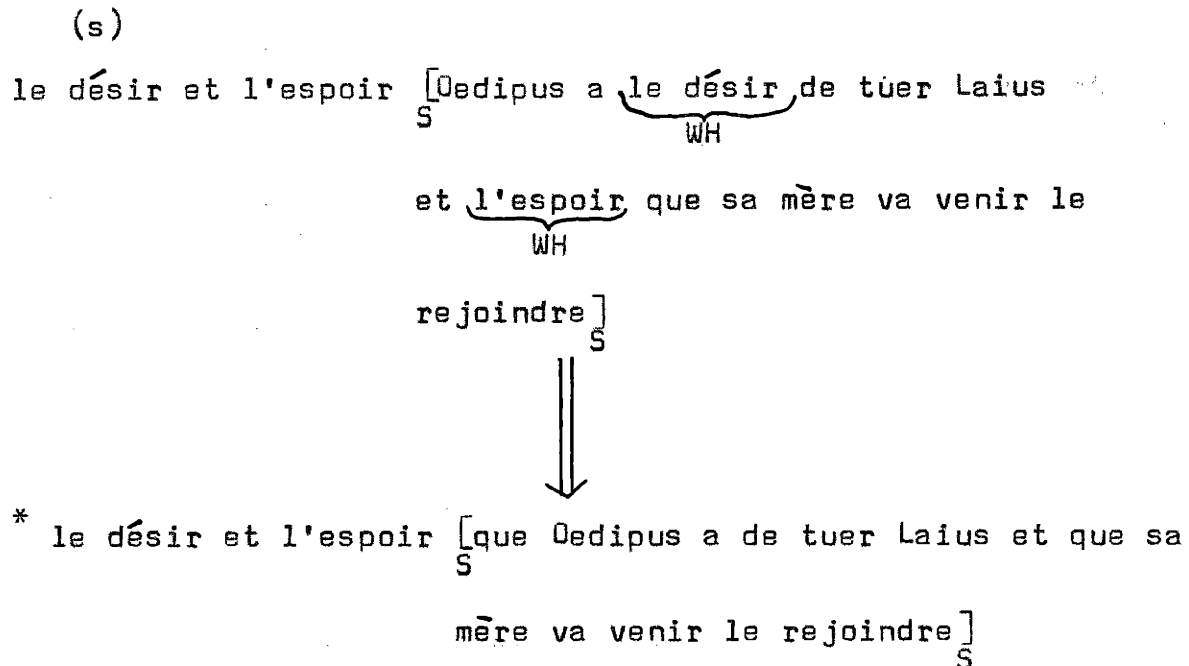 (s)
le désir et l'espoir [Oedipus a le désir de tuer Laius
S
WH
et l'espoir que sa mère va venir le
WH
rejoindre]
S
* le désir et l'espoir [que Oedipus a de tuer Laius et que sa
S
mère va venir le rejoindre]
S